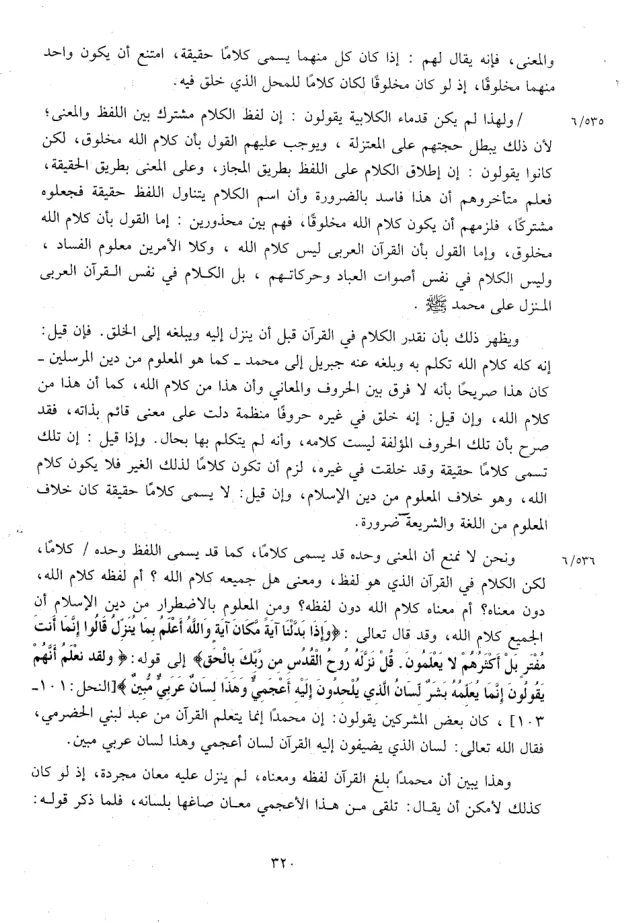 والمعنى، فإنه يقال لهم : إذا كان كل منهما يسمى كلامًا حقيقة، امتنع أن يكون واحد
منهما مخلوقًا، إذ لو كان مخلوقًا لكان كلامًا للمحل الذي خلق فيه.
٦/٥٣٥
/ ولهذا لم يكن قدماء الكلابية يقولون : إن لفظ الكلام مشترك بين اللفظ والمعنى؛
لأن ذلك يبطل حجتهم على المعتزلة ، ويوجب عليهم القول بأن كلام الله مخلوق، لكن
كانوا يقولون : إن إطلاق الكلام على اللفظ بطريق المجاز، وعلى المعنى بطريق الحقيقة،
فعلم متأخروهم أن هذا فاسد بالضرورة وأن اسم الكلام يتناول اللفظ حقيقة فجعلوه
مشتركًا، فلزمهم أن يكون كلام الله مخلوقًا، فهم بين محذورين : إما القول بأن كلام الله
مخلوق، وإما القول بأن القرآن العربى ليس كلام الله ، وكلا الأمرين معلوم الفساد ،
وليس الكلام في نفس أصوات العباد وحركاتهم ، بل الكلام في نفس القرآن العربى
المنزل على محمد ﷺ .
ويظهر ذلك بأن نقدر الكلام في القرآن قبل أن ينزل إليه ويبلغه إلى الخلق. فإن قيل:
إنه كله كلام الله تكلم به وبلغه عنه جبريل إلى محمد ـ كما هو المعلوم من دين المرسلين ـ
كان هذا صريحًا بأنه لا فرق بين الحروف والمعاني وأن هذا من كلام الله، كما أن هذا من
كلام الله، وإن قيل: إنه خلق في غيره حروفًا منظمة دلت على معنى قائم بذاته، فقد
صرح بأن تلك الحروف المؤلفة ليست كلامه، وأنه لم يتكلم بها بحال. وإذا قيل : إن تلك
تسمى كلامًا حقيقة وقد خلقت في غيره، لزم أن تكون كلامًا لذلك الغير فلا يكون كلام
الله، وهو خلاف المعلوم من دين الإسلام، وإن قيل: لا يسمى كلامًا حقيقة كان خلاف
المعلوم من اللغة والشريعة ضرورة.
٦/٥٣٦
ونحن لا نمنع أن المعنى وحده قد يسمى كلامًا، كما قد يسمى اللفظ وحده / كلامًا،
لكن الكلام في القرآن الذي هو لفظ، ومعنى هل جميعه كلام الله ؟ أم لفظه كلام الله،
دون معناه؟ أم معناه كلام الله دون لفظه؟ ومن المعلوم بالاضطرار من دين الإسلام أن
الجميع كلام الله، وقد قال تعالى :﴿وَإِذَا بَدَّلْنَا آيَةً مَّكَانَ آيَةٍ وَاللَّهُ أَعْلَمُ بِمَا يُنَزِّلُ قَالُوا إِنَّمَا أَنتَ
مُفْتَرٍ بَلْ أَكْثَرُهُمْ لا يَعْلَمُونَ. قُلْ نَزَّلَهُ رُوحُ الْقُدُسِ مِن رَّبِّكَ بِالْحَقِّ﴾ إلى قوله: ﴿ ولقد نَعْلَمُ أَنَّهُمْ
يَقُولُونَ إِنَّمَا يُعَلِّمُهُ بَشَرٌ لِّسَانُ الَّذِي يُلْحِدُونَ إِلَيْهِ أَعْجَمِيٌّ وَهَذَا لِسَانٌ عَرَبِيٌّ مُّبِينٌ ﴾[النحل: ١٠١ـ
١٠٣] ، كان بعض المشركين يقولون: إن محمدًا إنما يتعلم القرآن من عبد لبني الحضرمي،
فقال الله تعالى: لسان الذي يضيفون إليه القرآن لسان أعجمي وهذا لسان عربي مبين.
وهذا يبين أن محمدًا بلغ القرآن لفظه ومعناه، لم ينزل عليه معان مجردة، إذ لو كان
كذلك لأمكن أن يقال: تلقى من هذا الأعجمي معان صاغها بلسانه، فلما ذكر قوله:
٣٢٠